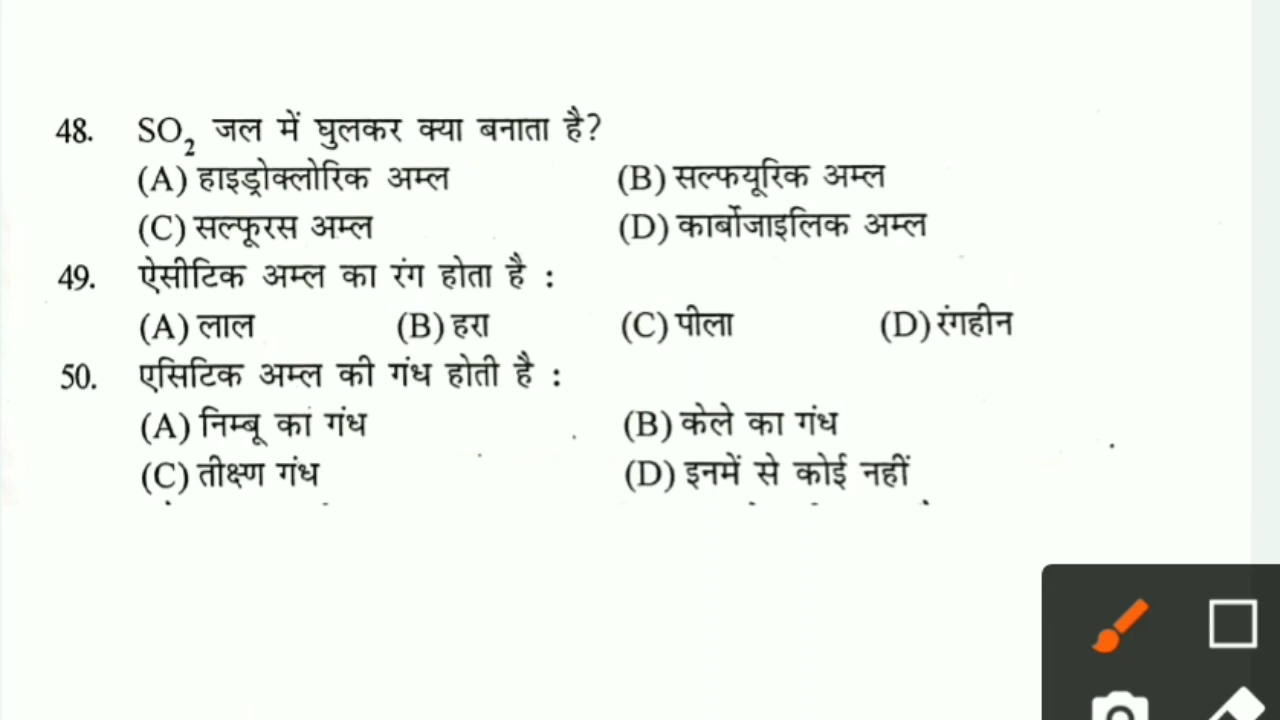 48. SO₂ जल में घुलकर क्या बनाता है?
(A) हाइड्रोक्लोरिक अम्ल (B) सल्फयूरिक अम्ल
(C) सल्फूरस अम्ल (D) कार्बोजाइलिक अम्ल
49. ऐसीटिक अम्ल का रंग होता है :
(A) लाल (B) हरा (C) पीला (D) रंगहीन
50. एसिटिक अम्ल की गंध होती है :
(A) निम्बू का गंध (B) केले का गंध
(C) तीक्ष्ण गंध (D) इनमें से कोई नहीं